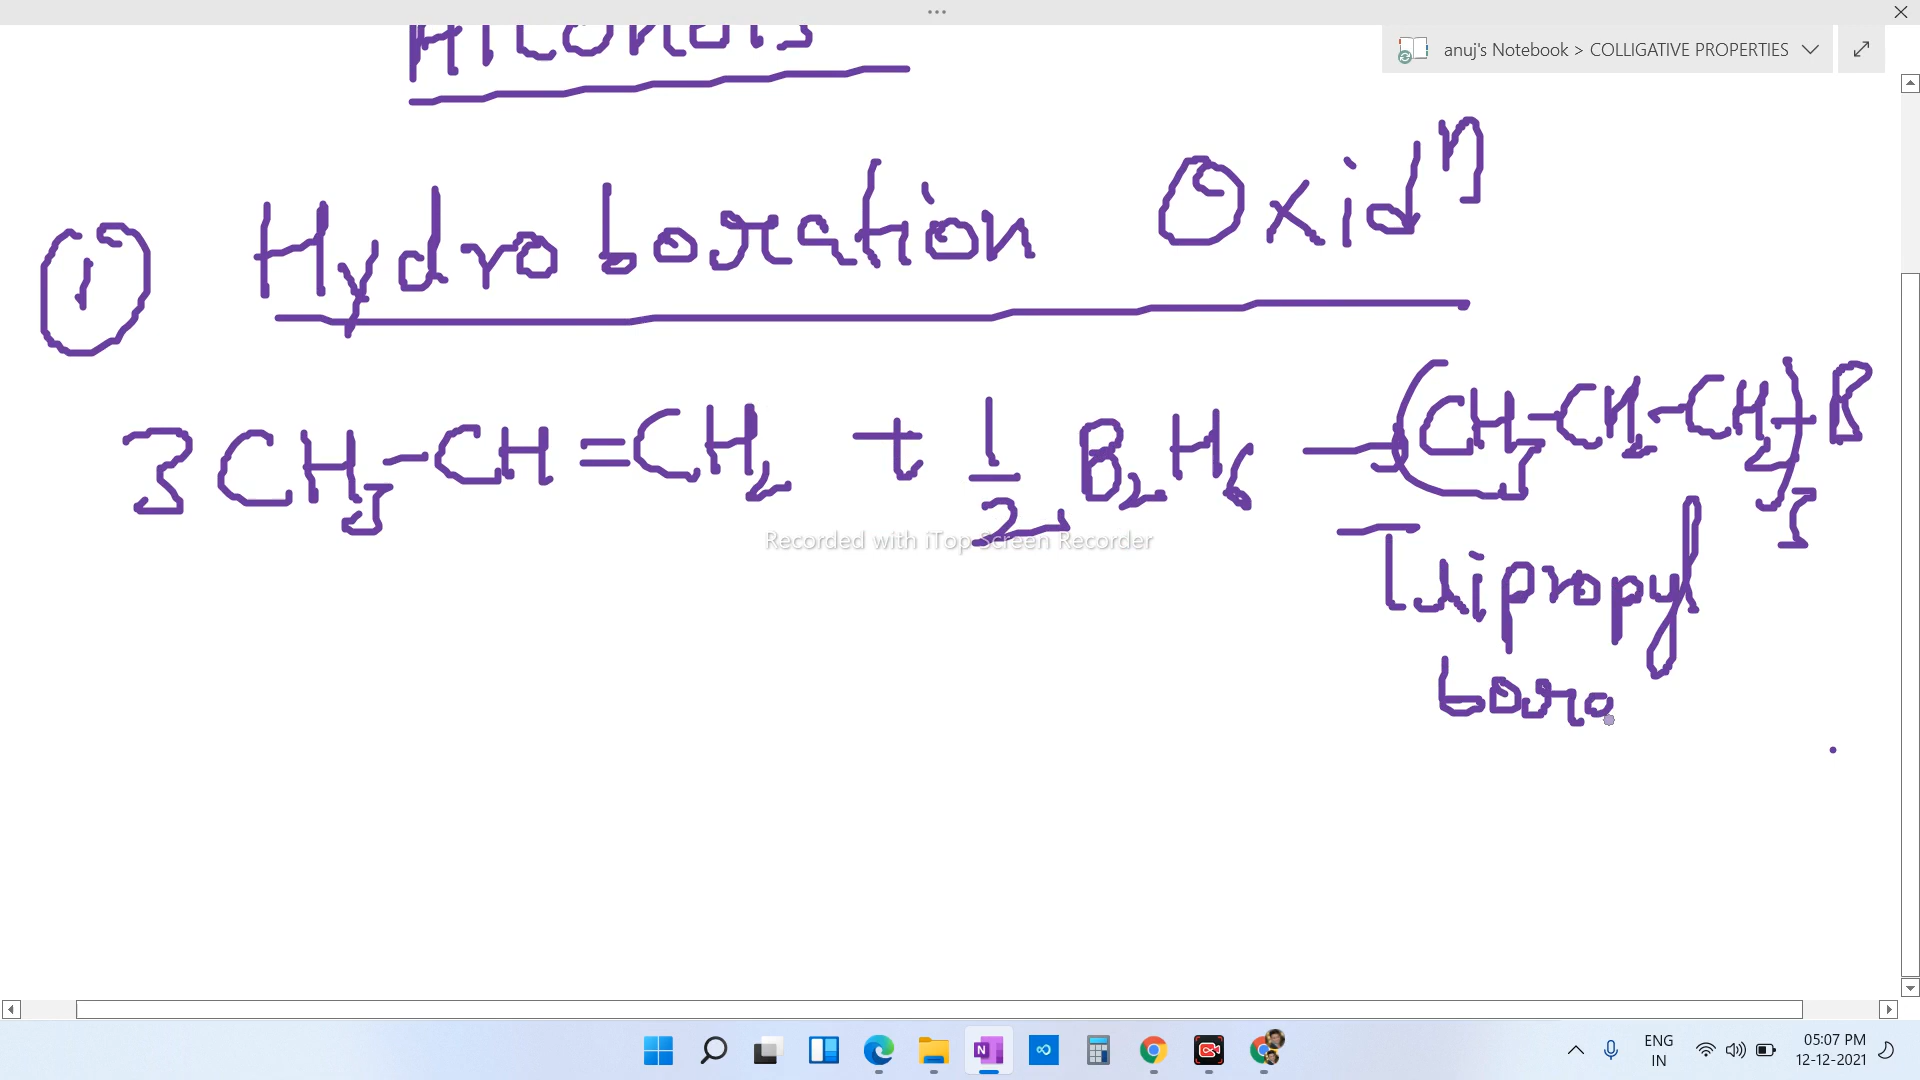 ...
anuj's Notebook > COLLIGATIVE PROPERTIES
Alcohols
① Hydroboration Oxidⁿ
3CH₃-CH=CH₂ + 1/2 B₂H₆ → (CH₃-CH₂-CH₂)₃B
Recorded with iTop Screen Recorder
Tripropyl
boro
ENG
IN
05:07 PM
12-12-2021